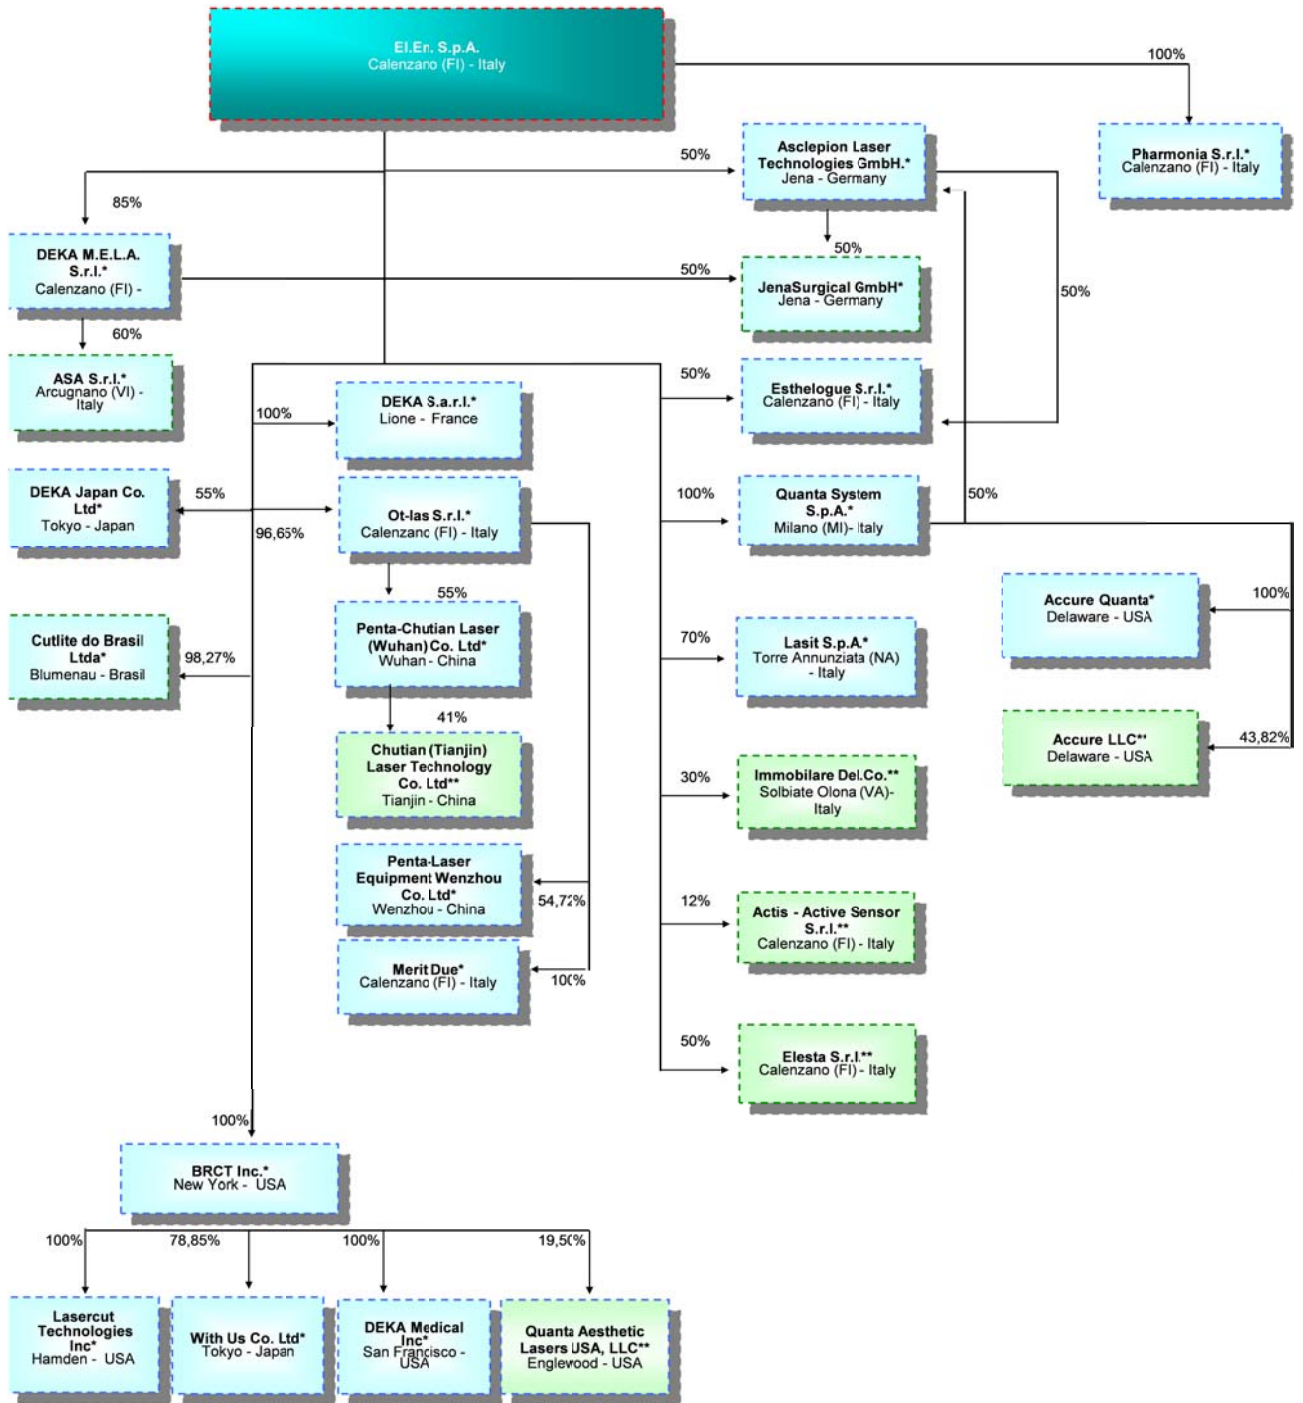 El.En. S.p.A.
Calenzano (FI) - Italy
100%
Asclepion Laser
Technologies GmbH.*
Jena - Germany
Pharmonia S.r.l.*
Calenzano (FI) - Italy
50%
85%
DEKA M.E.L.A.
S.r.l.*
Calenzano (FI) -
50%
50%
JenaSurgical GmbH*
Jena - Germany
50%
60%
ASA S.r.l.*
Arcugnano (VI) -
Italy
50%
Esthelogue S.r.l.*
Calenzano (FI) - Italy
100%
DEKA S.a.r.l.*
Lione - France
DEKA Japan Co.
Ltd*
Tokyo - Japan
55%
96,65%
Ot-las S.r.l.*
Calenzano (FI) - Italy
100%
Quanta System
S.p.A.*
Milano (MI)- Italy
50%
55%
Penta-Chutian Laser
(Wuhan) Co. Ltd*
Wuhan - China
Accure Quanta*
Delaware - USA
100%
Cutlite do Brasil
Ltda*
Blumenau - Brasil
98,27%
70%
Lasit S.p.A.*
Torre Annunziata (NA)
- Italy
41%
Chutian (Tianjin)
Laser Technology
Co. Ltd**
Tianjin - China
Accure LLC**
Delaware - USA
43,82%
30%
Immobilare Del.Co.**
Solbiate Olona (VA)-
Italy
Penta-Laser
Equipment Wenzhou
Co. Ltd*
Wenzhou - China
54,72%
12%
Actis - Active Sensor
S.r.l.**
Calenzano (FI) - Italy
Merit Due*
Calenzano (FI) - Italy
100%
50%
Elesta S.r.l.**
Calenzano (FI) - Italy
100%
BRCT Inc.*
New York - USA
100%
78,85%
100%
19,50%
Lasercut
Technologies
Inc*
Hamden - USA
With Us Co. Ltd*
Tokyo - Japan
DEKA Medical
Inc*
San Francisco -
USA
Quanta Aesthetic
Lasers USA, LLC**
Englewood - USA